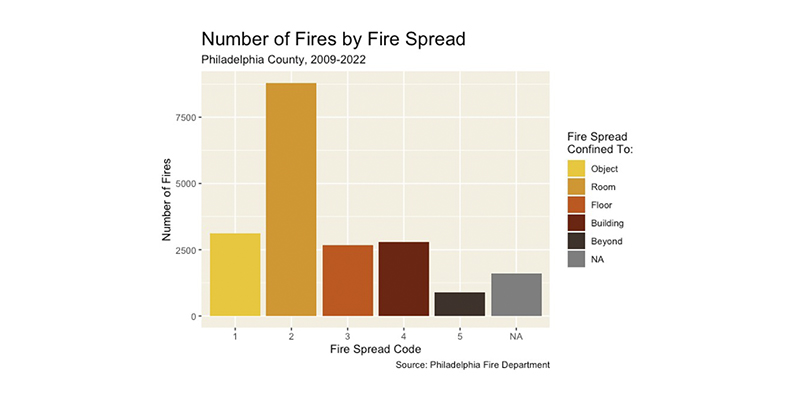 Number of Fires by Fire Spread
Philadelphia County, 2009-2022
Number of Fires
7500
5000
2500
0
1 2 3 4 5 NA
Fire Spread Code
Fire Spread
Confined To:
Object
Room
Floor
Building
Beyond
NA
Source: Philadelphia Fire Department